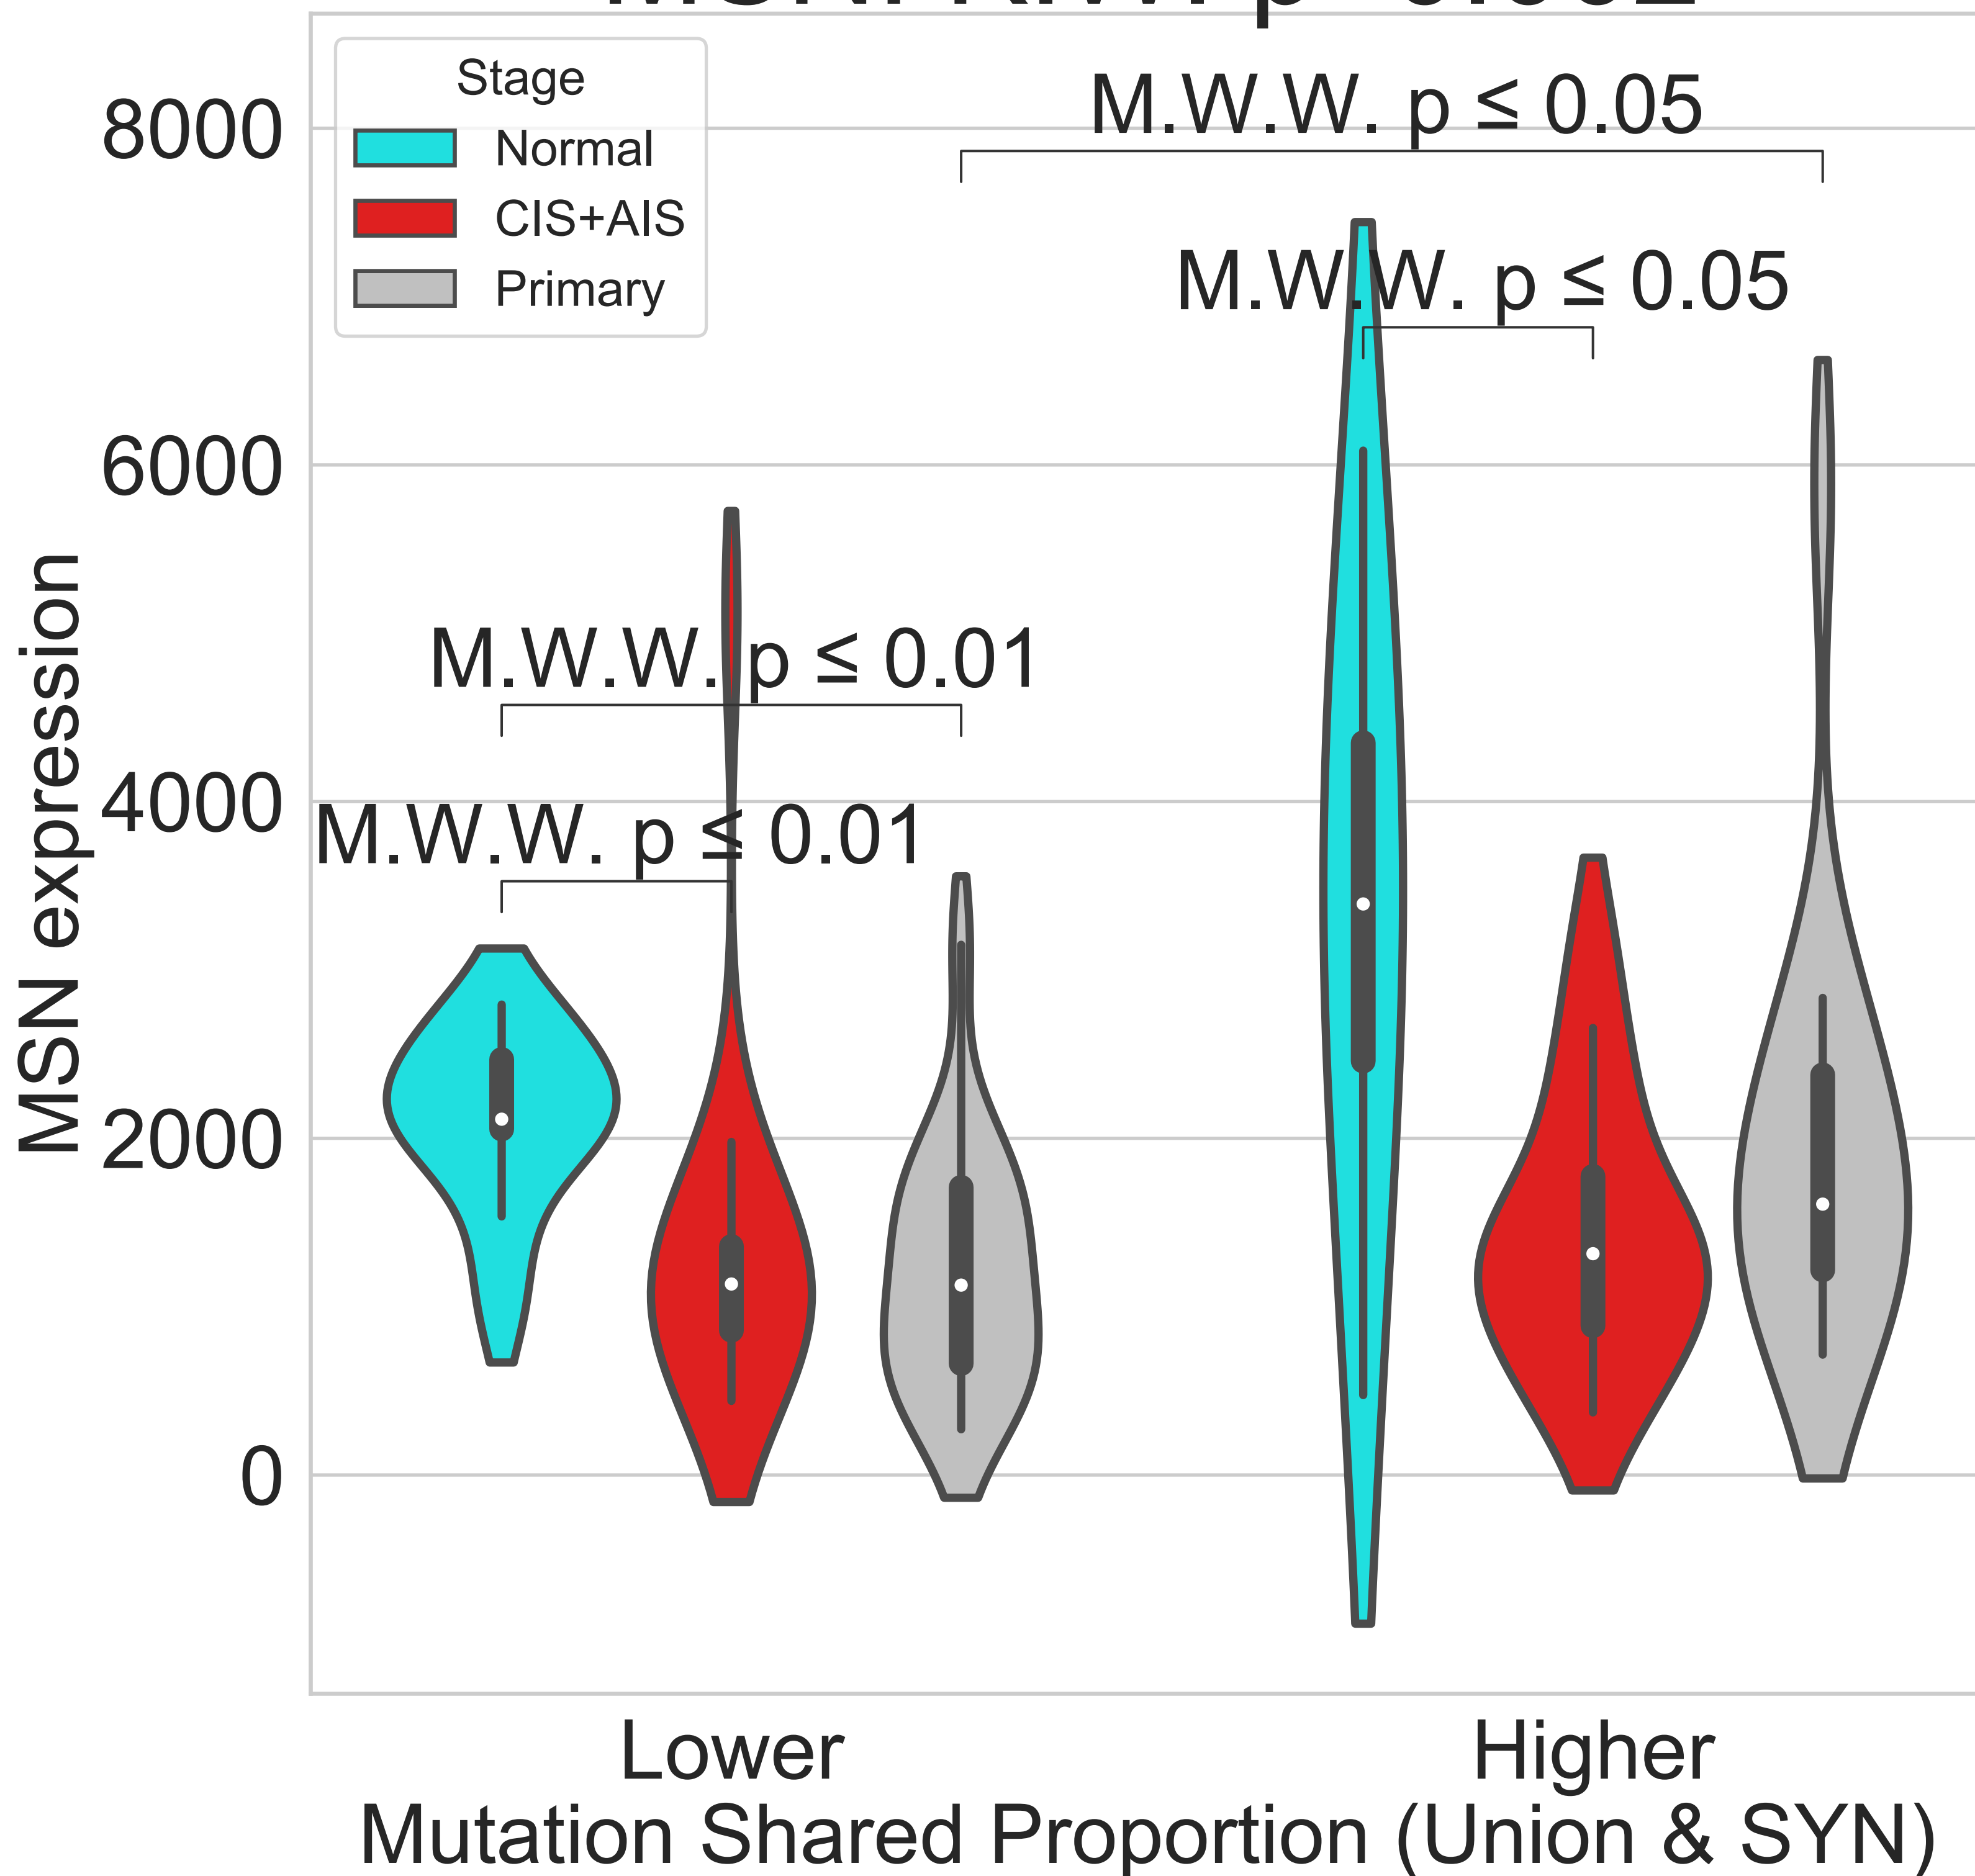 Stage
Normal
CIS+AIS
Primary
M.W.W. p ≤ 0.05
M.W.W. p ≤ 0.05
M.W.W. p ≤ 0.01
M.W.W. p ≤ 0.01
8000
6000
4000
2000
0
MSN expression
Lower
Higher
Mutation Shared Proportion (Union & SYN)